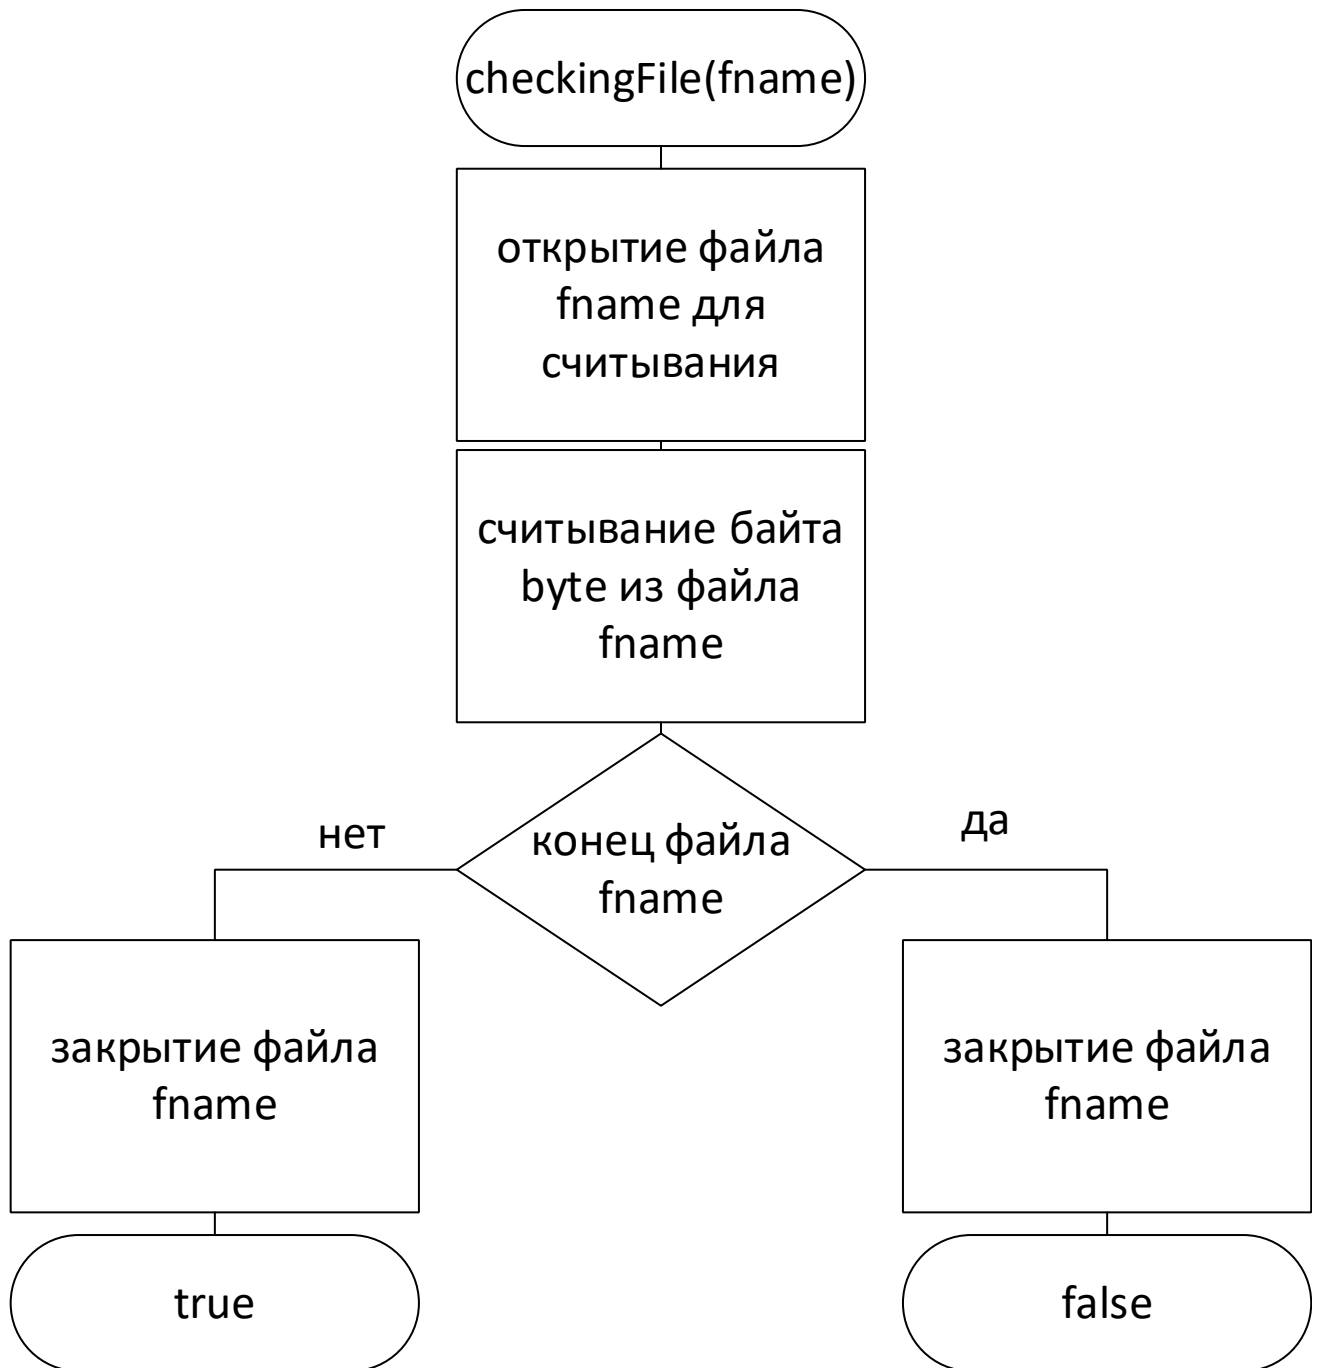 checkingFile(fname)
открытие файла
fname для
считывания
считывание байта
byte из файла
fname
нет
конец файла
fname
да
закрытие файла
fname
закрытие файла
fname
true
false